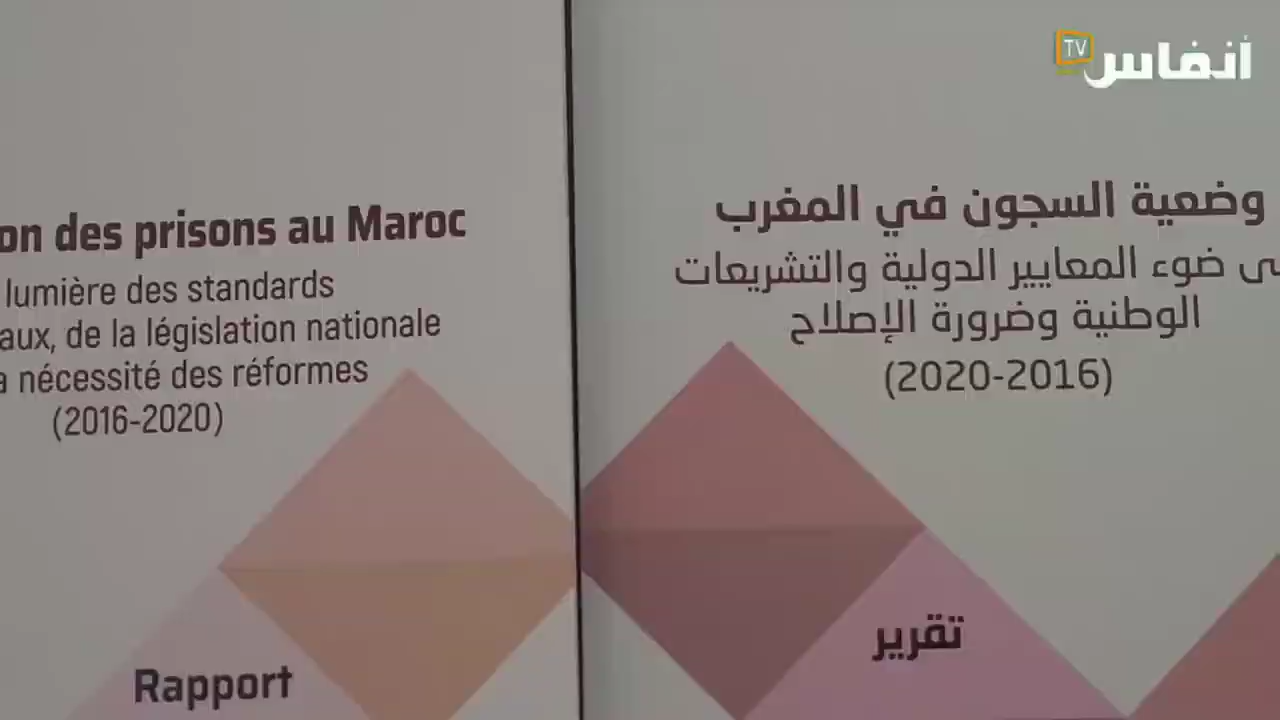 أنفاس TV
on des prisons au Maroc
lumière des standards
aux, de la législation nationale
a nécessité des réformes
(2016-2020)
Rapport
وضعية السجون في المغرب
ى ضوء المعايير الدولية والتشريعات
الوطنية وضرورة الإصلاح
(2020-2016)
تقرير